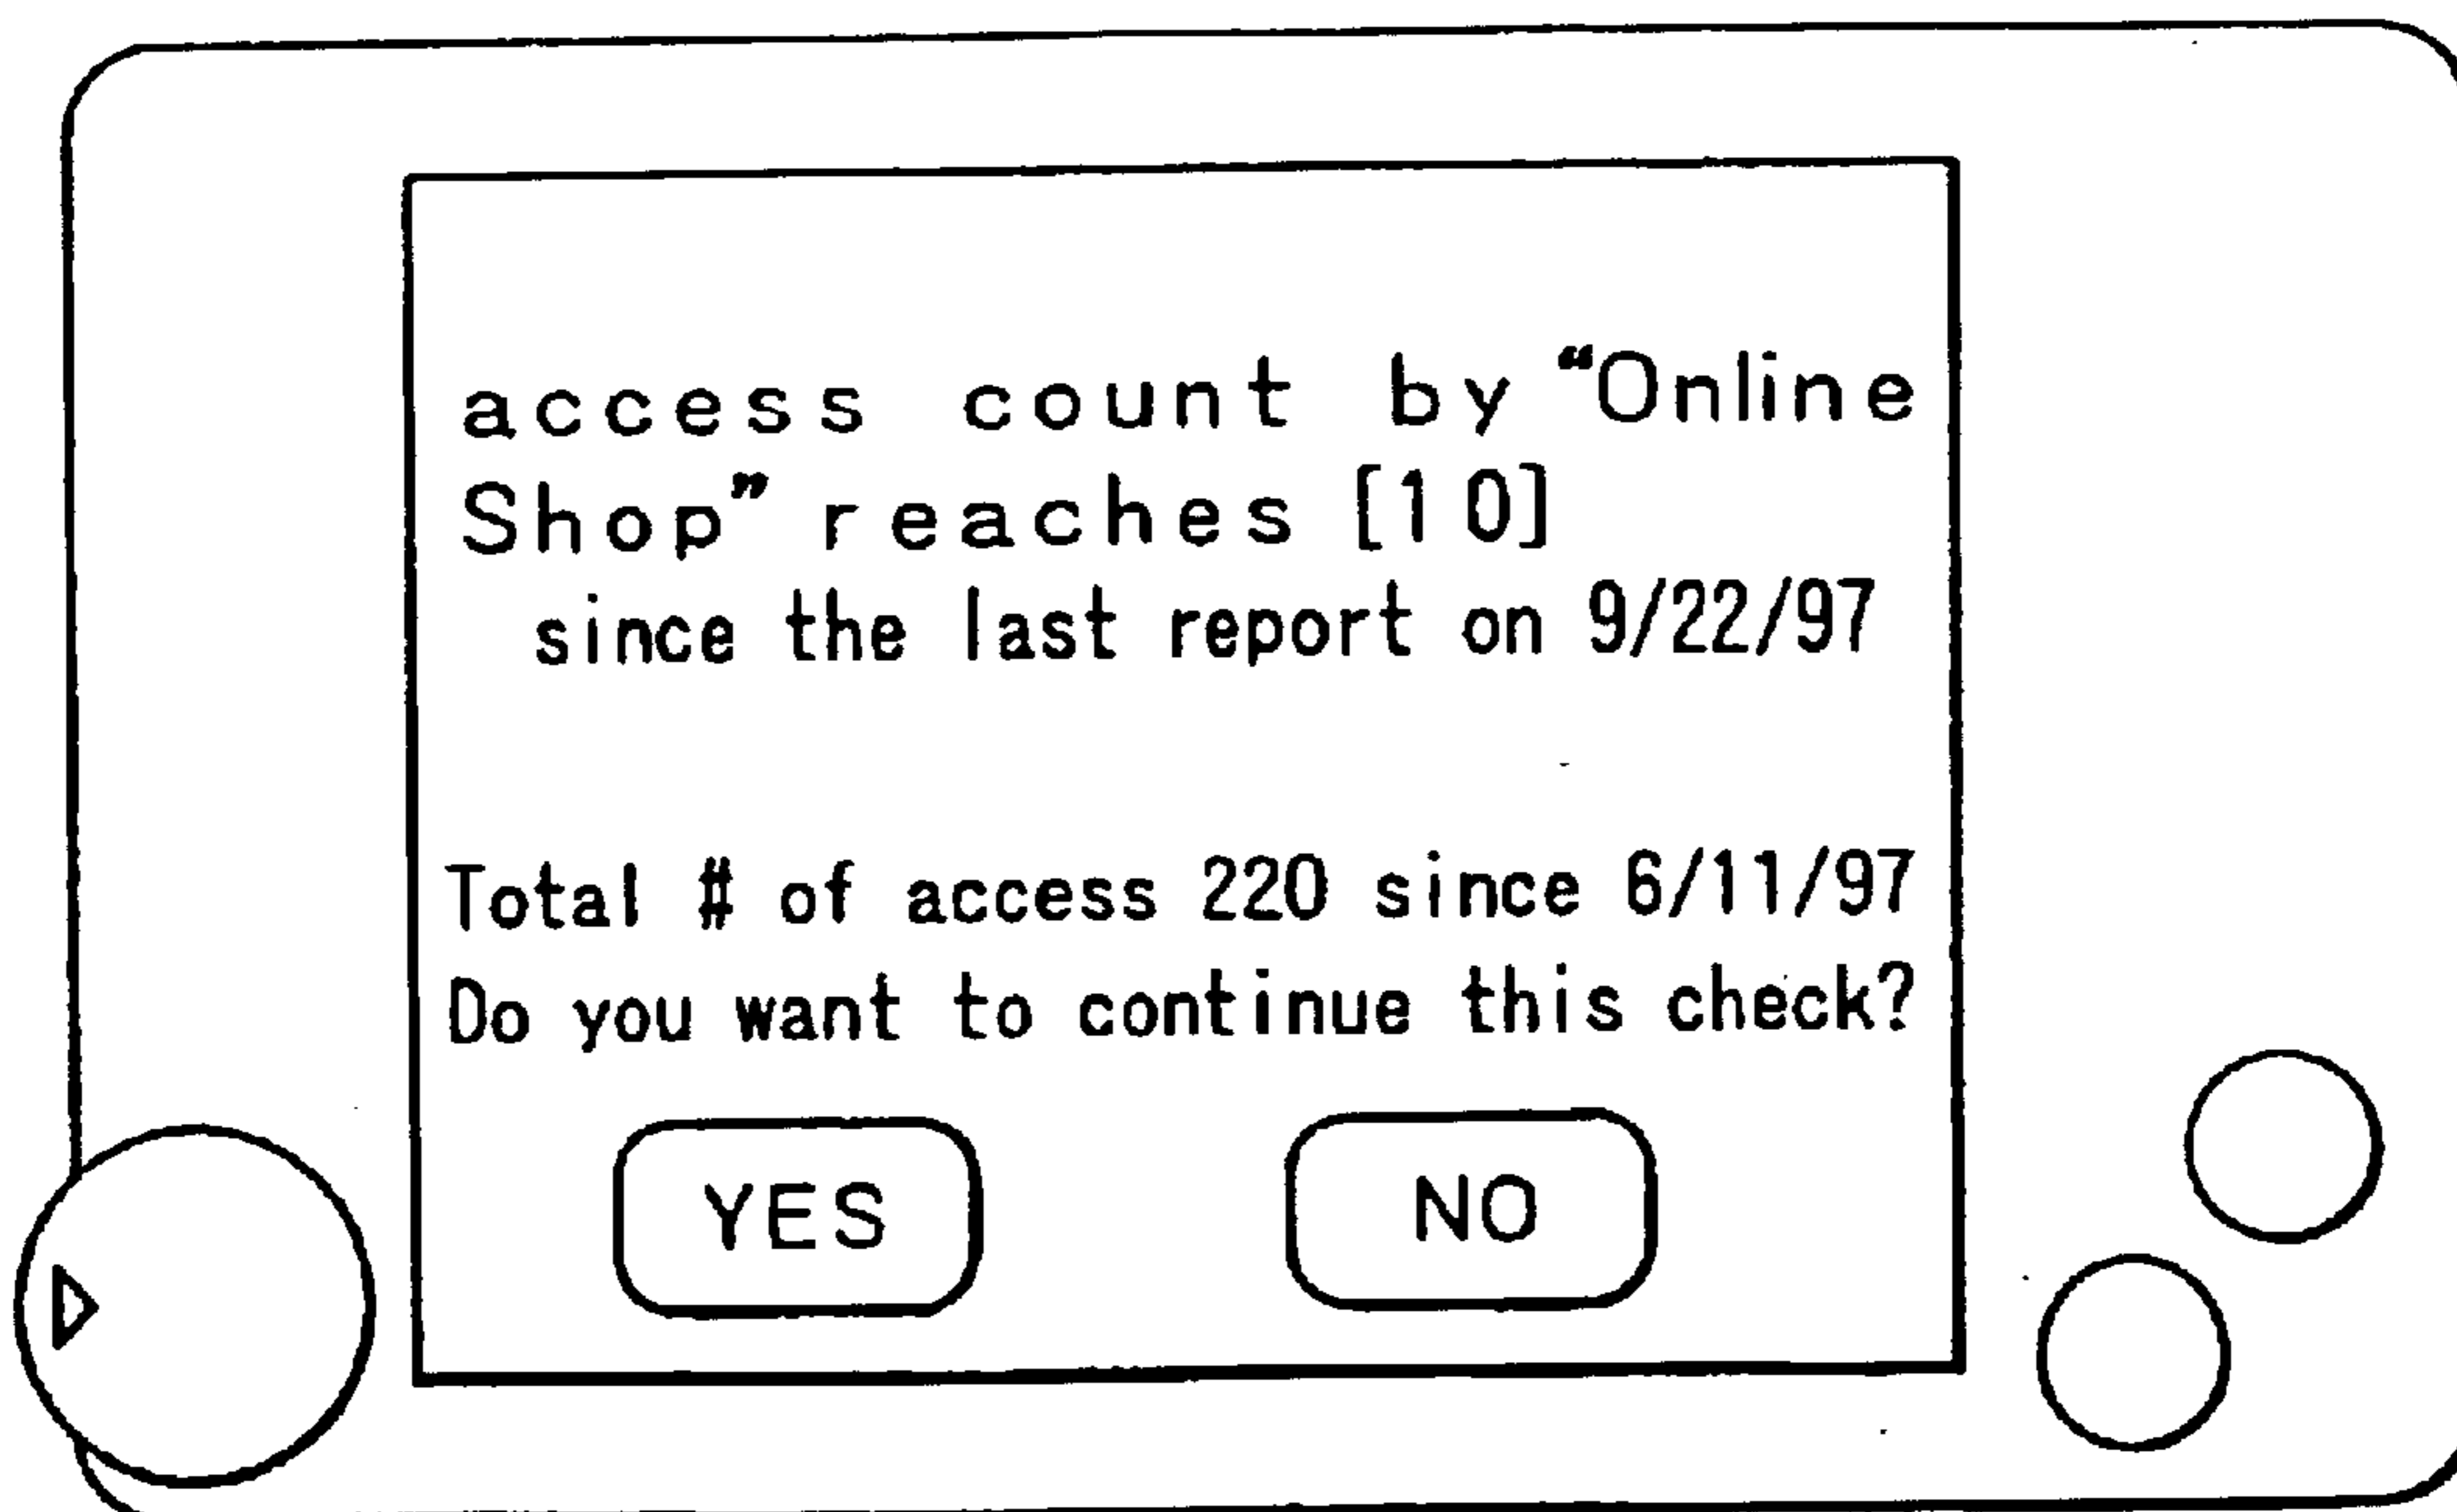 access count by “Online
Shop” reaches [10]
since the last report on 9/22/97
Total # of access 220 since 6/11/97
Do you want to continue this check?
YES NO